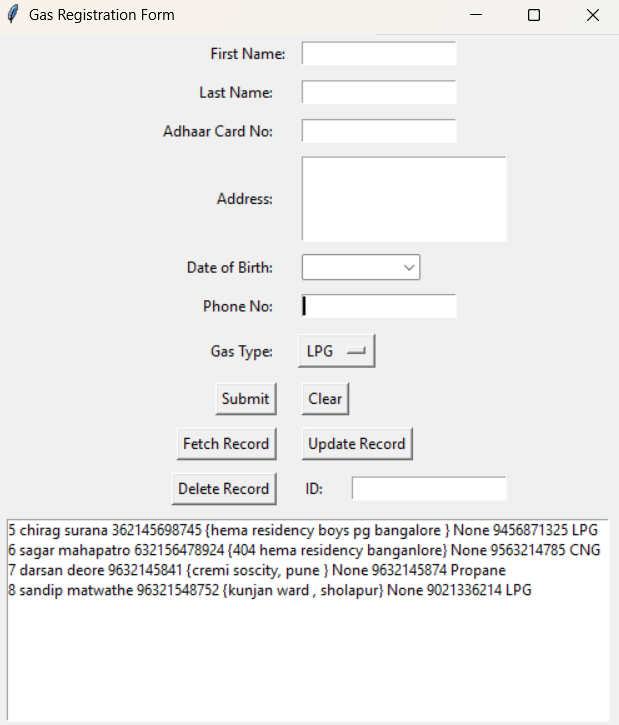 Gas Registration Form
First Name:
Last Name:
Adhaar Card No:
Address:
Date of Birth:
Phone No:
Gas Type: LPG
Submit Clear
Fetch Record Update Record
Delete Record ID:
5 chirag surana 362145698745 {hema residency boys pg bangalore } None 9456871325 LPG
6 sagar mahapatro 632156478924 {404 hema residency banganlore} None 9563214785 CNG
7 darsan deore 9632145841 {cremi soscity, pune } None 9632145874 Propane
8 sandip matwathe 96321548752 {kunjan ward , sholapur} None 9021336214 LPG